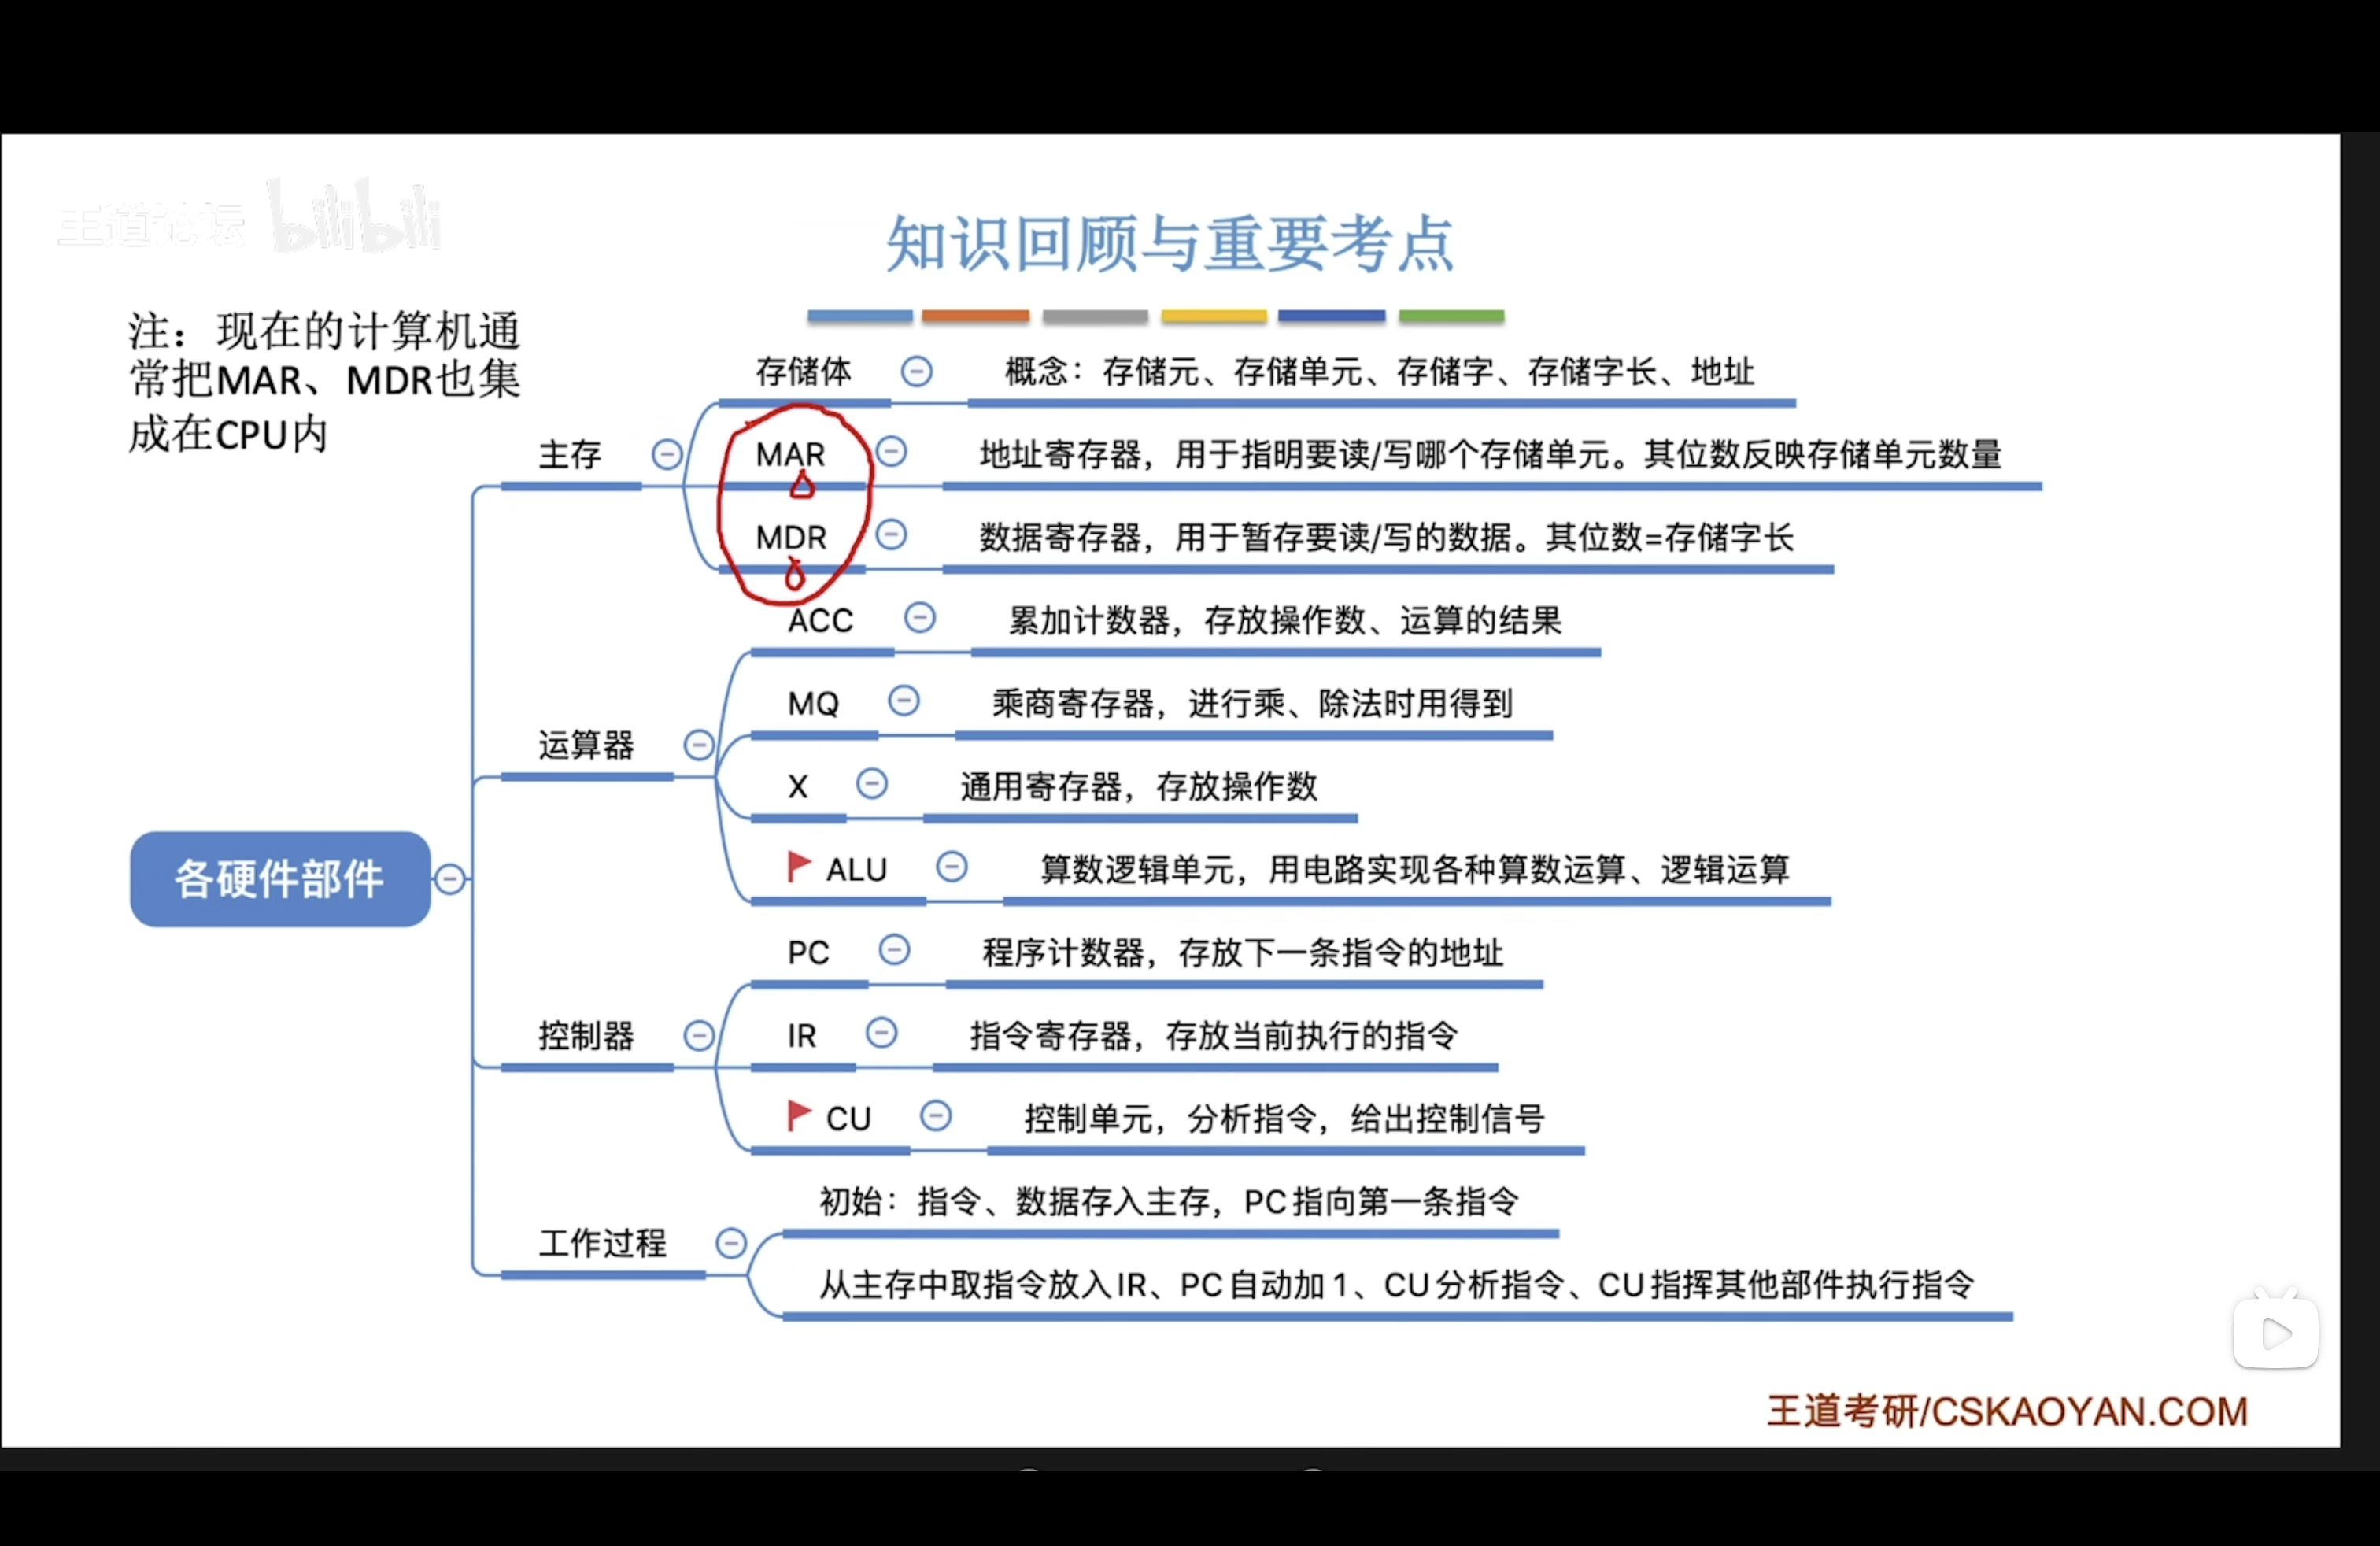 王道论坛 bilibili
知识回顾与重要考点
注：现在的计算机通
常把MAR、MDR也集
成在CPU内
各硬件部件
主存
存储体
概念：存储元、存储单元、存储字、存储字长、地址
MAR
地址寄存器，用于指明要读/写哪个存储单元。其位数反映存储单元数量
MDR
数据寄存器，用于暂存要读/写的数据。其位数=存储字长
运算器
ACC
累加计数器，存放操作数、运算的结果
MQ
乘商寄存器，进行乘、除法时用得到
X
通用寄存器，存放操作数
ALU
算数逻辑单元，用电路实现各种算数运算、逻辑运算
控制器
PC
程序计数器，存放下一条指令的地址
IR
指令寄存器，存放当前执行的指令
CU
控制单元，分析指令，给出控制信号
工作过程
初始：指令、数据存入主存，PC指向第一条指令
从主存中取指令放入IR、PC自动加1、CU分析指令、CU指挥其他部件执行指令
王道考研/CSKAOYAN.COM